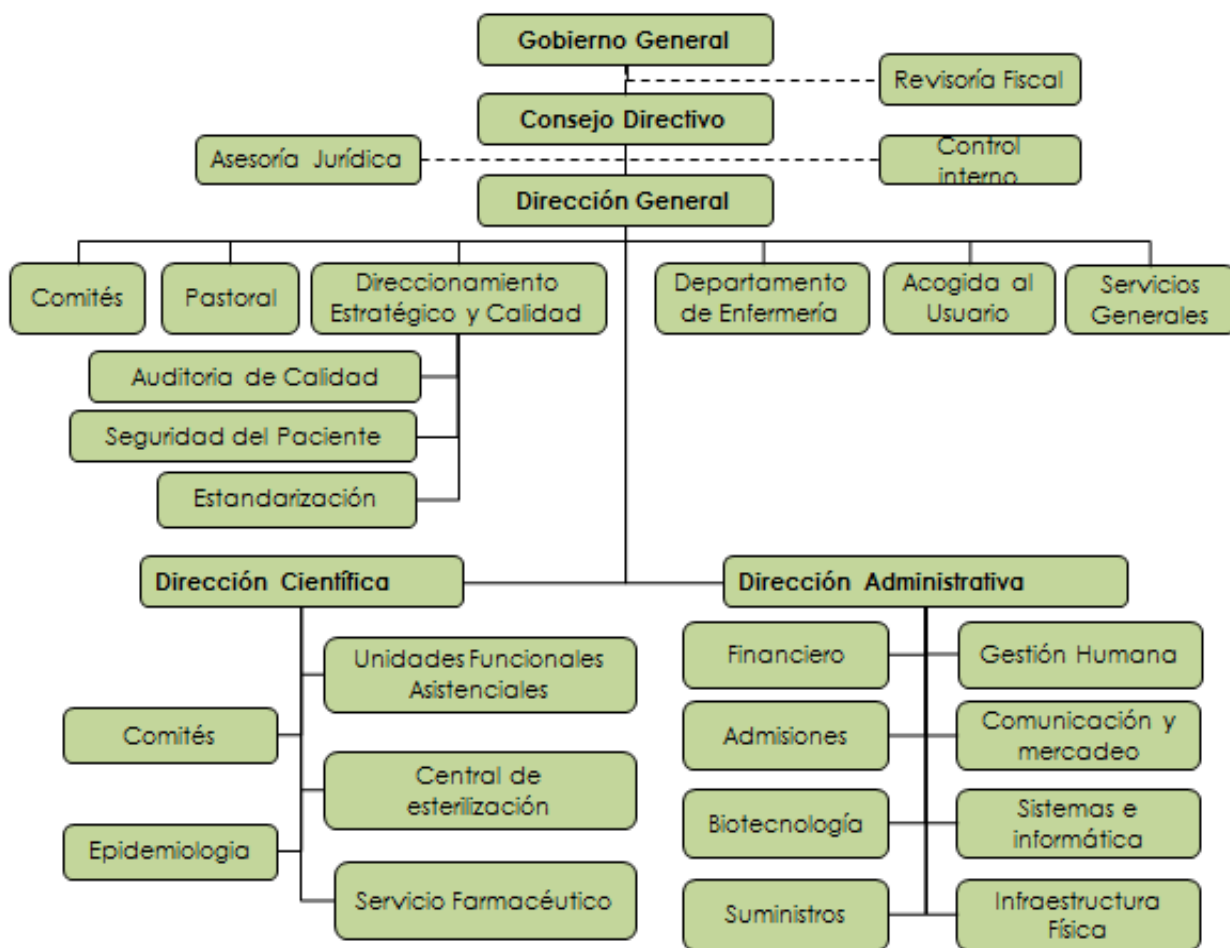 Gobierno General
Revisoría Fiscal
Consejo Directivo
Asesoría Jurídica
Control
interno
Dirección General
Comités
Pastoral
Direccionamiento
Estratégico y Calidad
Departamento
de Enfermería
Acogida al
Usuario
Servicios
Generales
Auditoria de Calidad
Seguridad del Paciente
Estandarización
Dirección Científica
Dirección Administrativa
Unidades Funcionales
Asistenciales
Comités
Central de
esterilización
Epidemiologia
Servicio Farmacéutico
Financiero
Gestión Humana
Admisiones
Comunicación y
mercadeo
Biotecnología
Sistemas e
informática
Suministros
Infraestructura
Física